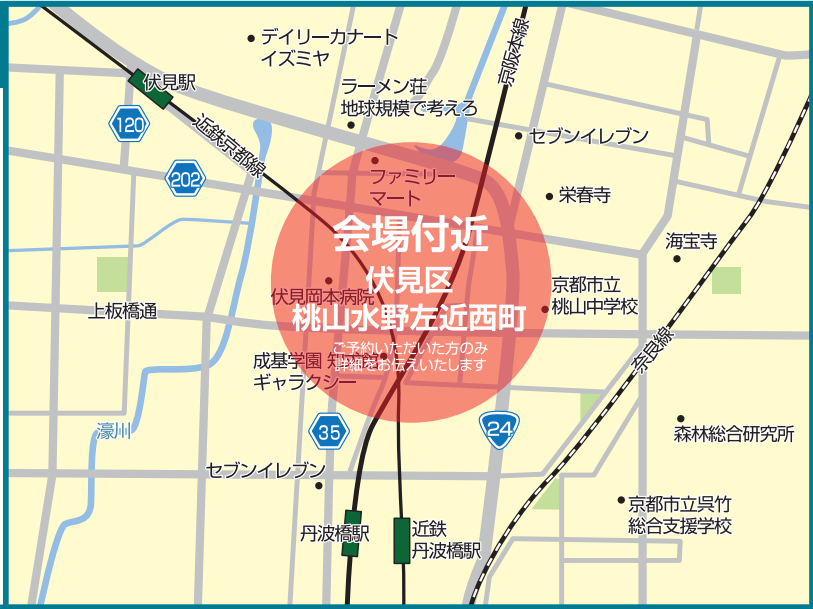 デイリーカナート
イズミヤ
京阪本線
伏見駅
ラーメン荘
地球規模で考えろ
120
近鉄京都線
セブンイレブン
202
ファミリー
マート
栄春寺
会場付近
海宝寺
伏見区
伏見岡本病院
京都市立
桃山中学校
上板橋通
桃山水野左近西町
ご予約いただいた方のみ
詳細をお伝えいたします
成基学園 知
ギャラクシー
奈良線
濠川
35
24
森林総合研究所
セブンイレブン
京都市立呉竹
総合支援学校
丹波橋駅
近鉄
丹波橋駅